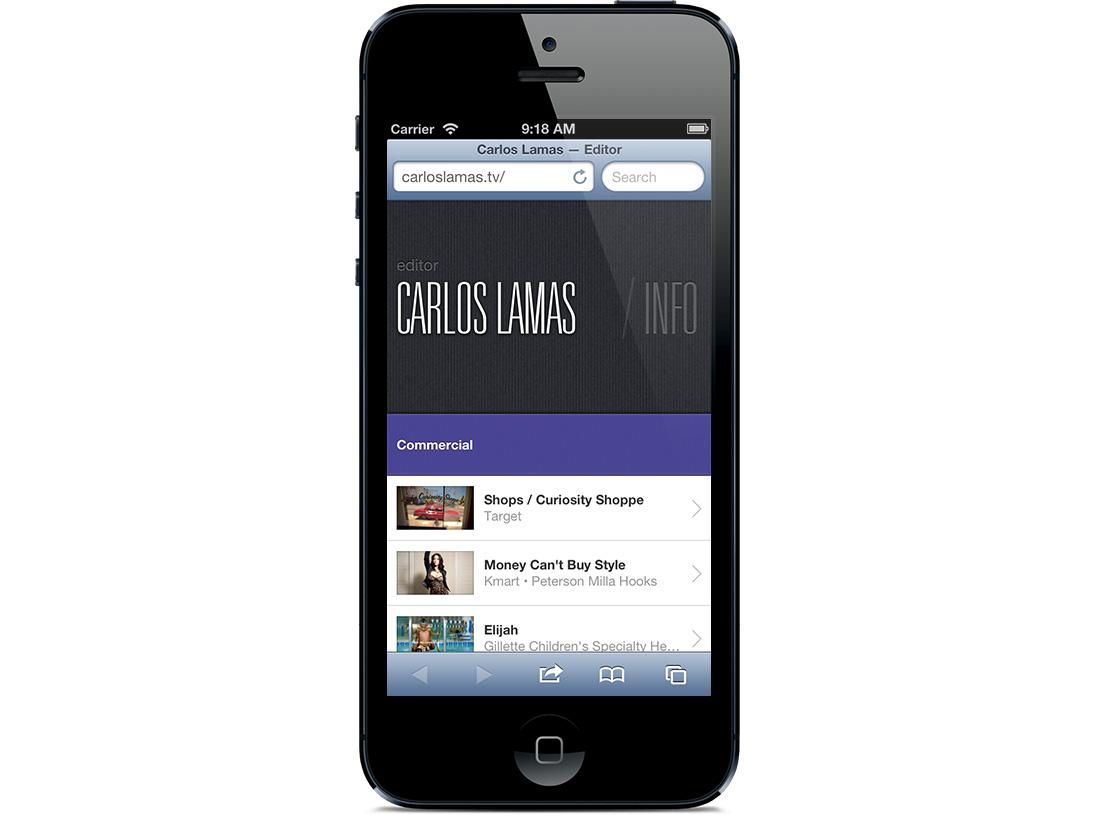 Carrier 9:18 AM
Carlos Lamas — Editor
carloslamas.tv/ Search
editor
CARLOS LAMAS / INFO
Commercial
Shops / Curiosity Shoppe
Target
Money Can't Buy Style
Kmart • Peterson Milla Hooks
Elijah
Gillette Children's Specialty He...